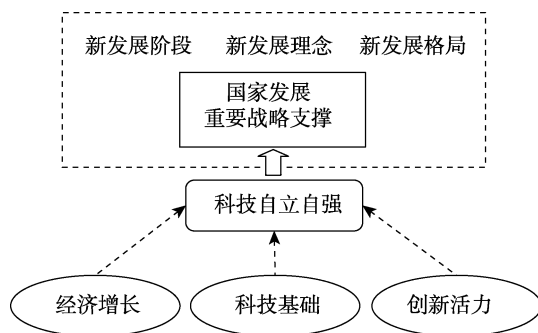 新发展阶段 新发展理念 新发展格局
国家发展
重要战略支撑
科技自立自强
经济增长 科技基础 创新活力